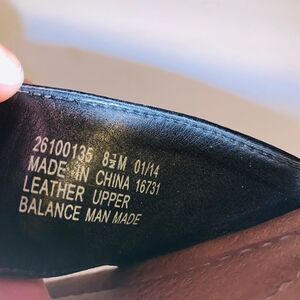 26100135 8½M 01/14
MADE IN CHINA 16731
LEATHER UPPER
BALANCE MAN MADE